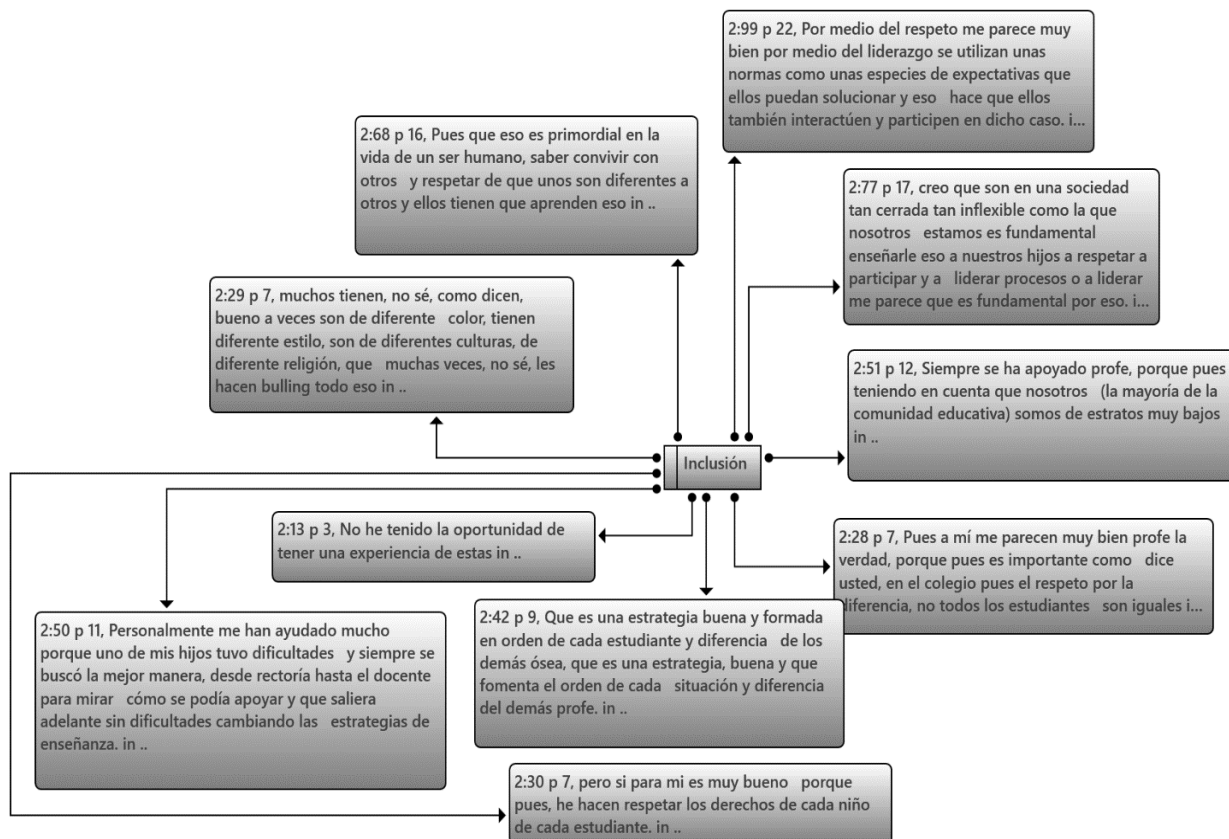 2:99 p 22, Por medio del respeto me parece muy
bien por medio del liderazgo se utilizan unas
normas como unas especies de expectativas que
ellos puedan solucionar y eso hace que ellos
también interactúen y participen en dicho caso. i...
2:68 p 16, Pues que eso es primordial en la
vida de un ser humano, saber convivir con
otros y respetar de que unos son diferentes a
otros y ellos tienen que aprenden eso in ..
2:77 p 17, creo que son en una sociedad
tan cerrada tan inflexible como la que
nosotros estamos es fundamental
enseñarle eso a nuestros hijos a respetar a
participar y a liderar procesos o a liderar
me parece que es fundamental por eso. i...
2:29 p 7, muchos tienen, no sé, como dicen,
bueno a veces son de diferente color, tienen
diferente estilo, son de diferentes culturas, de
diferente religión, que muchas veces, no sé, les
hacen bulling todo eso in ..
2:51 p 12, Siempre se ha apoyado profe, porque pues
teniendo en cuenta que nosotros (la mayoría de la
comunidad educativa) somos de estratos muy bajos
in ..
Inclusión
2:13 p 3, No he tenido la oportunidad de
tener una experiencia de estas in ..
2:28 p 7, Pues a mí me parecen muy bien profe la
verdad, porque pues es importante como dice
usted, en el colegio pues el respeto por la
diferencia, no todos los estudiantes son iguales i...
2:50 p 11, Personalmente me han ayudado mucho
porque uno de mis hijos tuvo dificultades y siempre se
buscó la mejor manera, desde rectoría hasta el docente
para mirar cómo se podía apoyar y que saliera
adelante sin dificultades cambiando las estrategias de
enseñanza. in ..
2:42 p 9, Que es una estrategia buena y formada
en orden de cada estudiante y diferencia de los
demás ósea, que es una estrategia, buena y que
fomenta el orden de cada situación y diferencia
del demás profe. in ..
2:30 p 7, pero si para mi es muy bueno porque
pues, he hacen respetar los derechos de cada niño
de cada estudiante. in ..